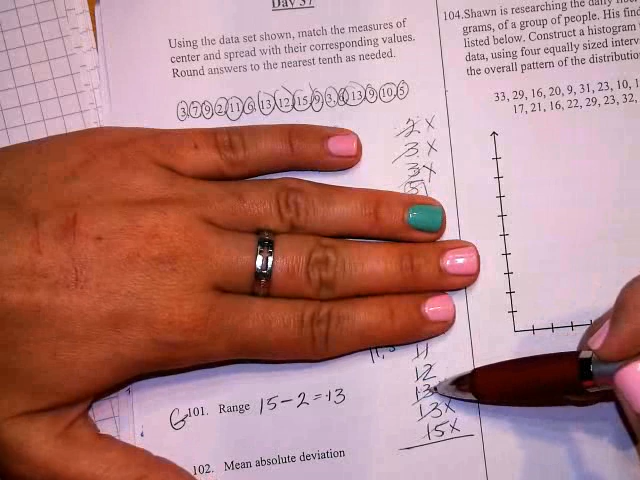 Day 37
Using the data set shown, match the measures of
center and spread with their corresponding values.
Round answers to the nearest tenth as needed.
3, 7, 9, 2, 11, 6, 13, 12, 15, 9, 3, 8, 13, 9, 10, 5
2 x
3 x
3 x
5
11
12
13
13x
15x
G 101. Range 15-2=13
102. Mean absolute deviation
104.Shawn is researching the daily
grams, of a group of people. His
listed below. Construct a histogram
data, using four equally sized
the overall pattern of the
33, 29, 16, 20, 9, 31, 23, 10,
17, 21, 16, 22, 29, 23, 32,